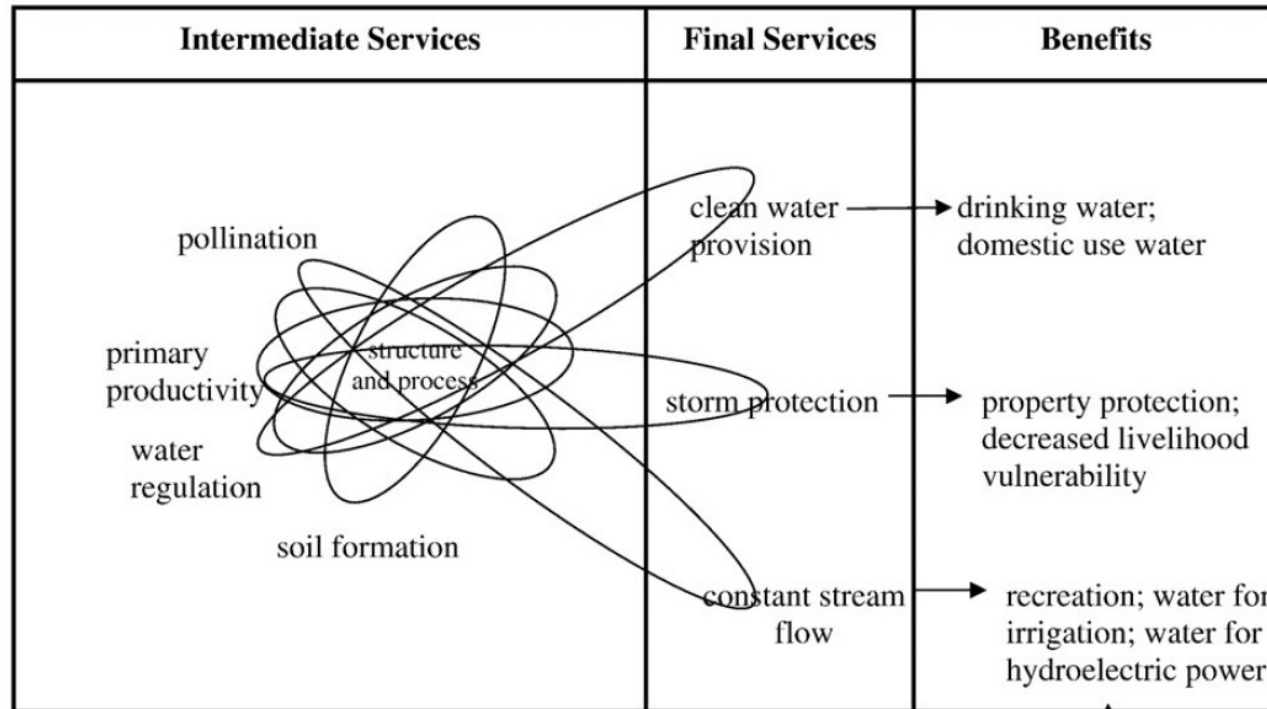 Intermediate Services
Final Services
Benefits
pollination
primary
productivity
water
regulation
soil formation
structure
and process
clean water
provision
storm protection
constant stream
flow
drinking water;
domestic use water
property protection;
decreased livelihood
vulnerability
recreation; water for
irrigation; water for
hydroelectric power